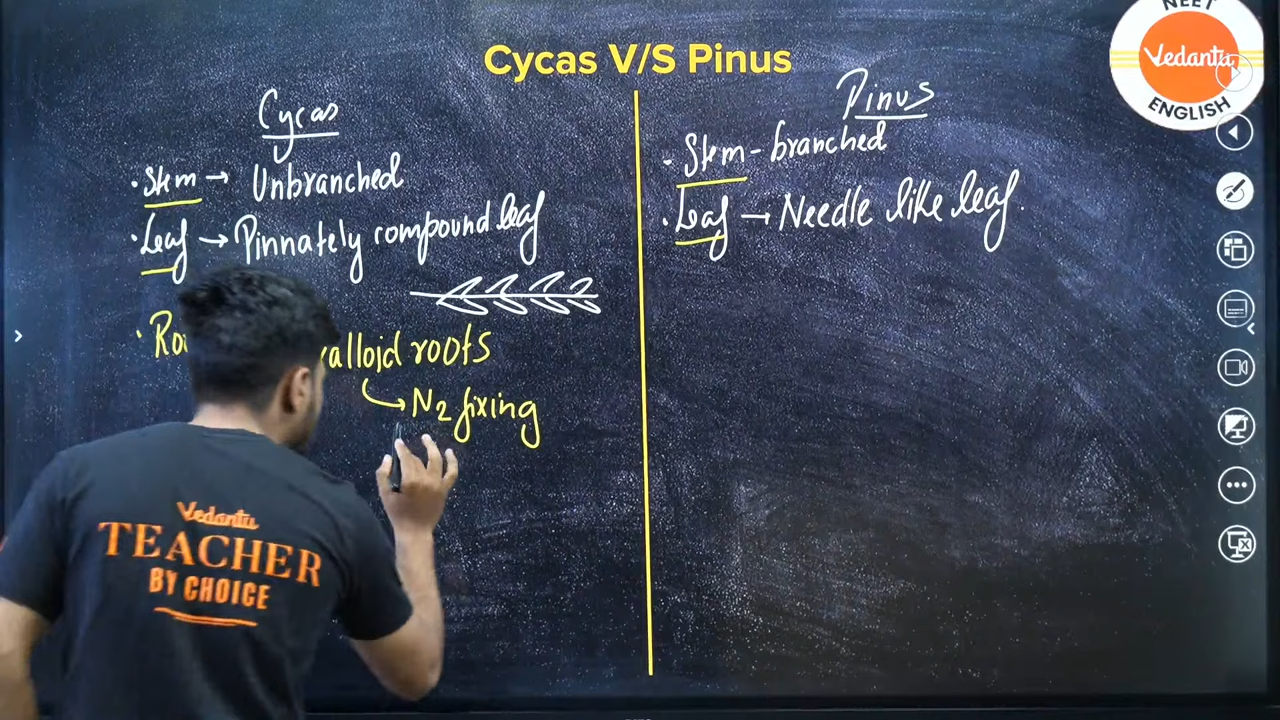 Cycas V/S Pinus
NEET
Vedantu
ENGLISH
Cycas
· Stem → Unbranched
· Leaf → Pinnately compound leaf
alloid roots
N2 fixing
Pinus
- Stem - branched
· Leaf → Needle like leaf.
Vedantu
TEACHER
BY CHOICE